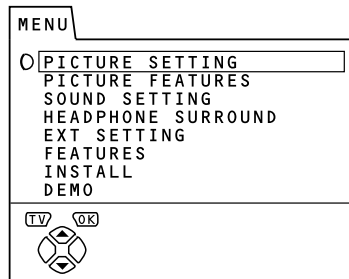 MENU
PICTURE SETTING
PICTURE FEATURES
SOUND SETTING
HEADPHONE SURROUND
EXT SETTING
FEATURES
INSTALL
DEMO
TV OK